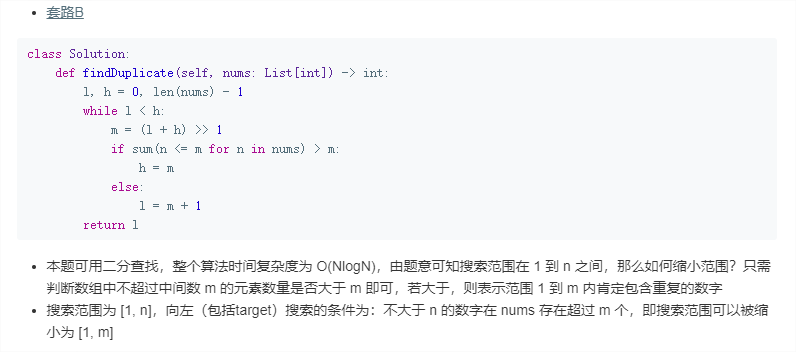 套路B
class Solution:
    def findDuplicate(self, nums: List[int]) -> int:
        l, h = 0, len(nums) - 1
        while l < h:
            m = (l + h) >> 1
            if sum(n <= m for n in nums) > m:
                h = m
            else:
                l = m + 1
        return l
本题可用二分查找，整个算法时间复杂度为 O(NlogN)，由题意可知搜索范围在 1 到 n 之间，那么如何缩小范围？只需
判断数组中不超过中间数 m 的元素数量是否大于 m 即可，若大于，则表示范围 1 到 m 内肯定包含重复的数字
搜索范围为 [1, n]，向左（包括target）搜索的条件为：不大于 n 的数字在 nums 存在超过 m 个，即搜索范围可以被缩
小为 [1, m]